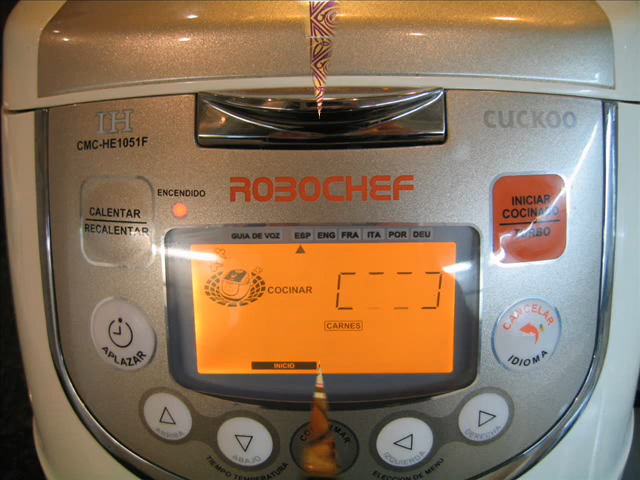 IH
CUCKOO
CMC-HE1051F
ROBOCHEF
ENCENDIDO
CALENTAR
RECALENTAR
INICIAR
COCINADO
TURBO
GUIA DE VOZ ESP ENG FRA ITA POR DEU
COCINAR
CARNES
INICIO
APLAZAR
CANCELAR
IDIOMA
ARRIBA
ABAJO
IZQUIERDA
DERECHA
TIEMPO TEMPERATURA
ELECCION DE MENU